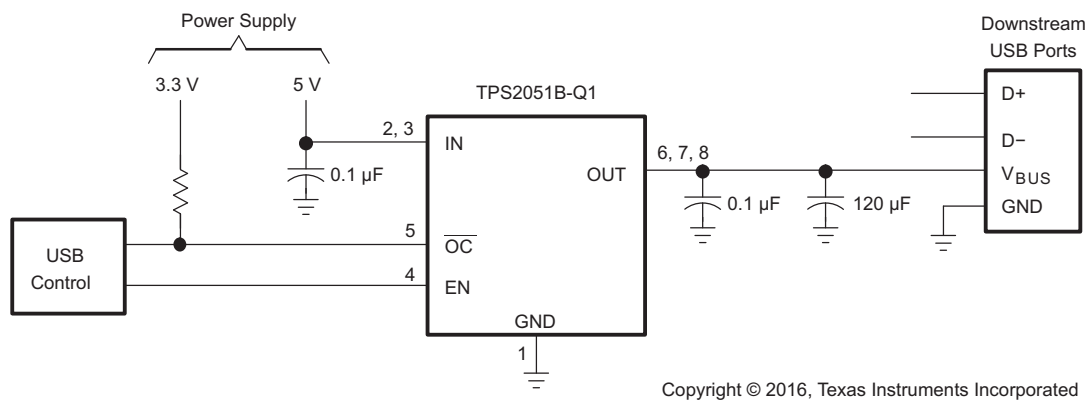 Power Supply
3.3 V
5 V
0.1 µF
TPS2051B-Q1
2, 3
IN
OUT
6, 7, 8
0.1 µF
120 µF
Downstream
USB Ports
D+
D−
VBUS
GND
USB
Control
5
OC
4
EN
GND
1
Copyright © 2016, Texas Instruments Incorporated